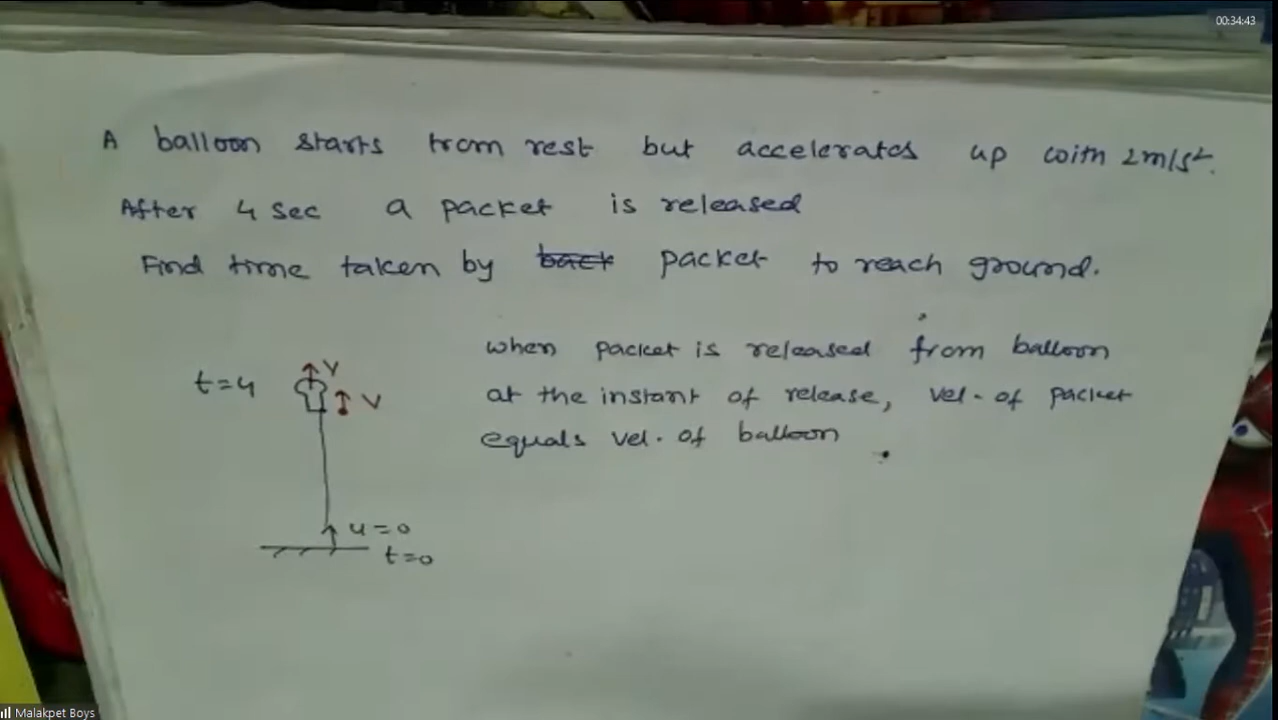 00:34:43
A balloon starts from rest but accelerates up with 2m/s².
After 4 sec a packet is released
Find time taken by back packet to reach ground.
when packet is released from balloon
at the instant of release, vel. of packet
equals vel. of balloon
t=4
V
V
u=0
t=0
Malakpet Boys